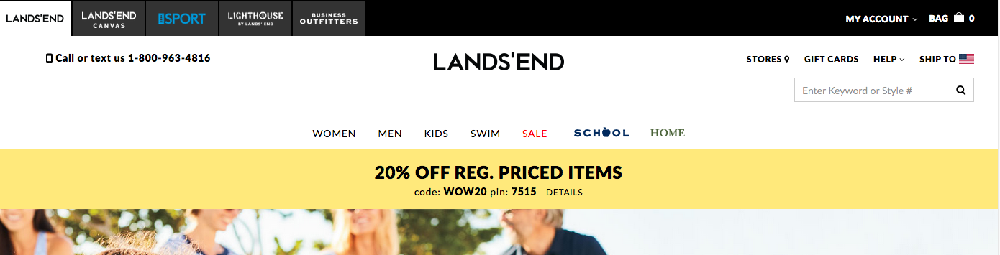 LANDS'END
LANDS'END
CANVAS
SPORT
LIGHTHOUSE
BY LANDS' END
BUSINESS
OUTFITTERS
MY ACCOUNT
BAG 0
Call or text us 1-800-963-4816
LANDS'END
STORES
GIFT CARDS
HELP
SHIP TO
Enter Keyword or Style #
WOMEN
MEN
KIDS
SWIM
SALE
SCHOOL
HOME
20% OFF REG. PRICED ITEMS
code: WOW20 pin: 7515 DETAILS